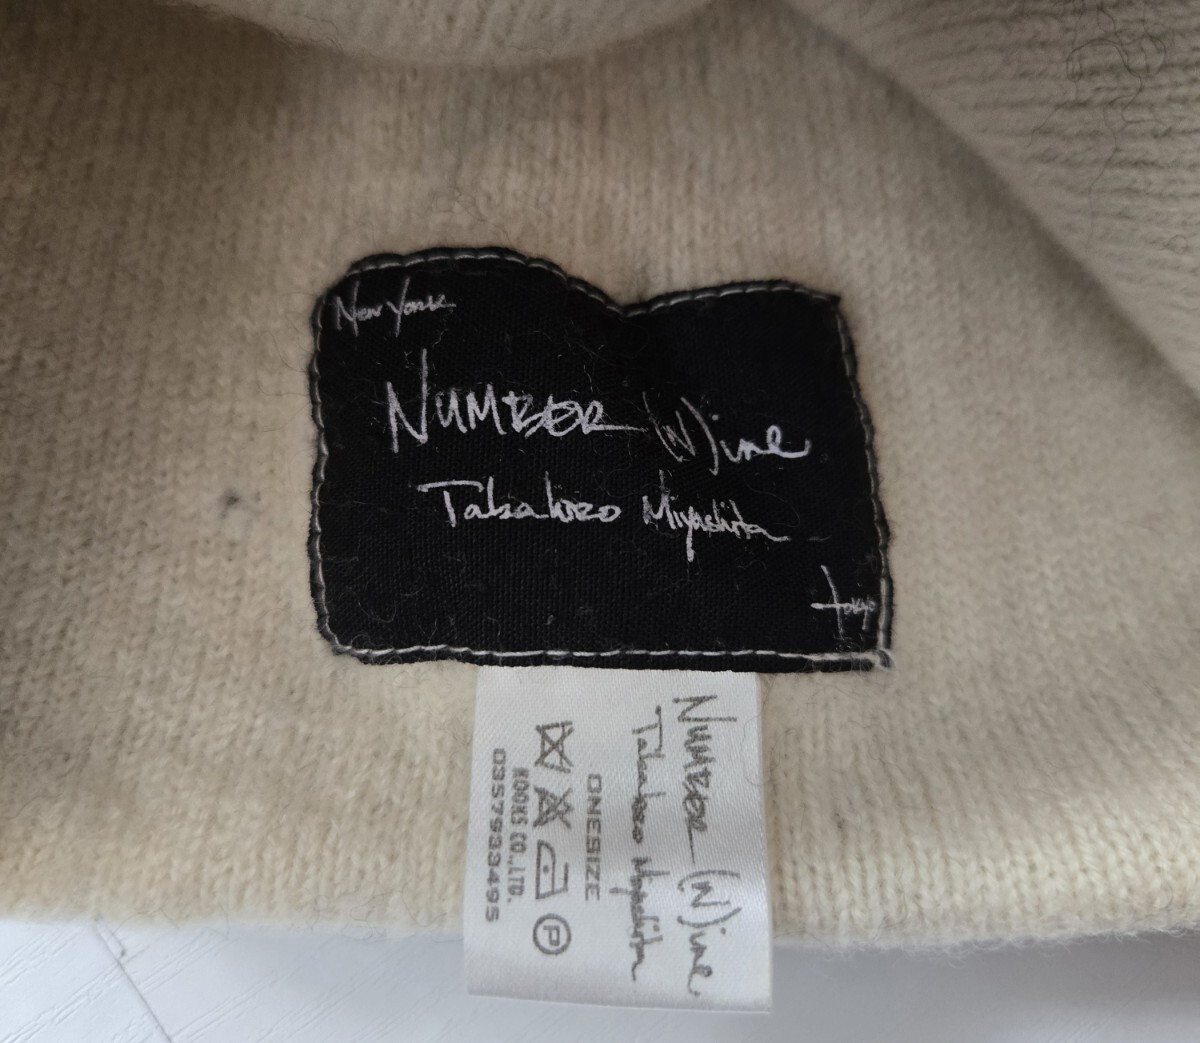 New York
NUMBER (N)ine
Takahiro Miyashita
Tokyo
NUMBER (N)ine
Takahiro Miyashita
ONESIZE
P
KOOKS CO.,LTD.
0357933495